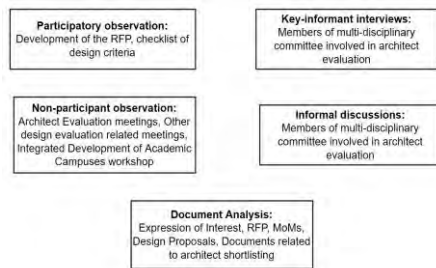 Participatory observation:
Development of the RFP, checklist of
design criteria
Key-informant interviews:
Members of multi-disciplinary
committee involved in architect
evaluation
Non-participant observation:
Architect Evaluation meetings, Other
design evaluation related meetings,
Integrated Development of Academic
Campuses workshop
Informal discussions:
Members of multi-disciplinary
committee involved in architect
evaluation
Document Analysis:
Expression of Interest, RFP, MoMs,
Design Proposals, Documents related
to architect shortlisting